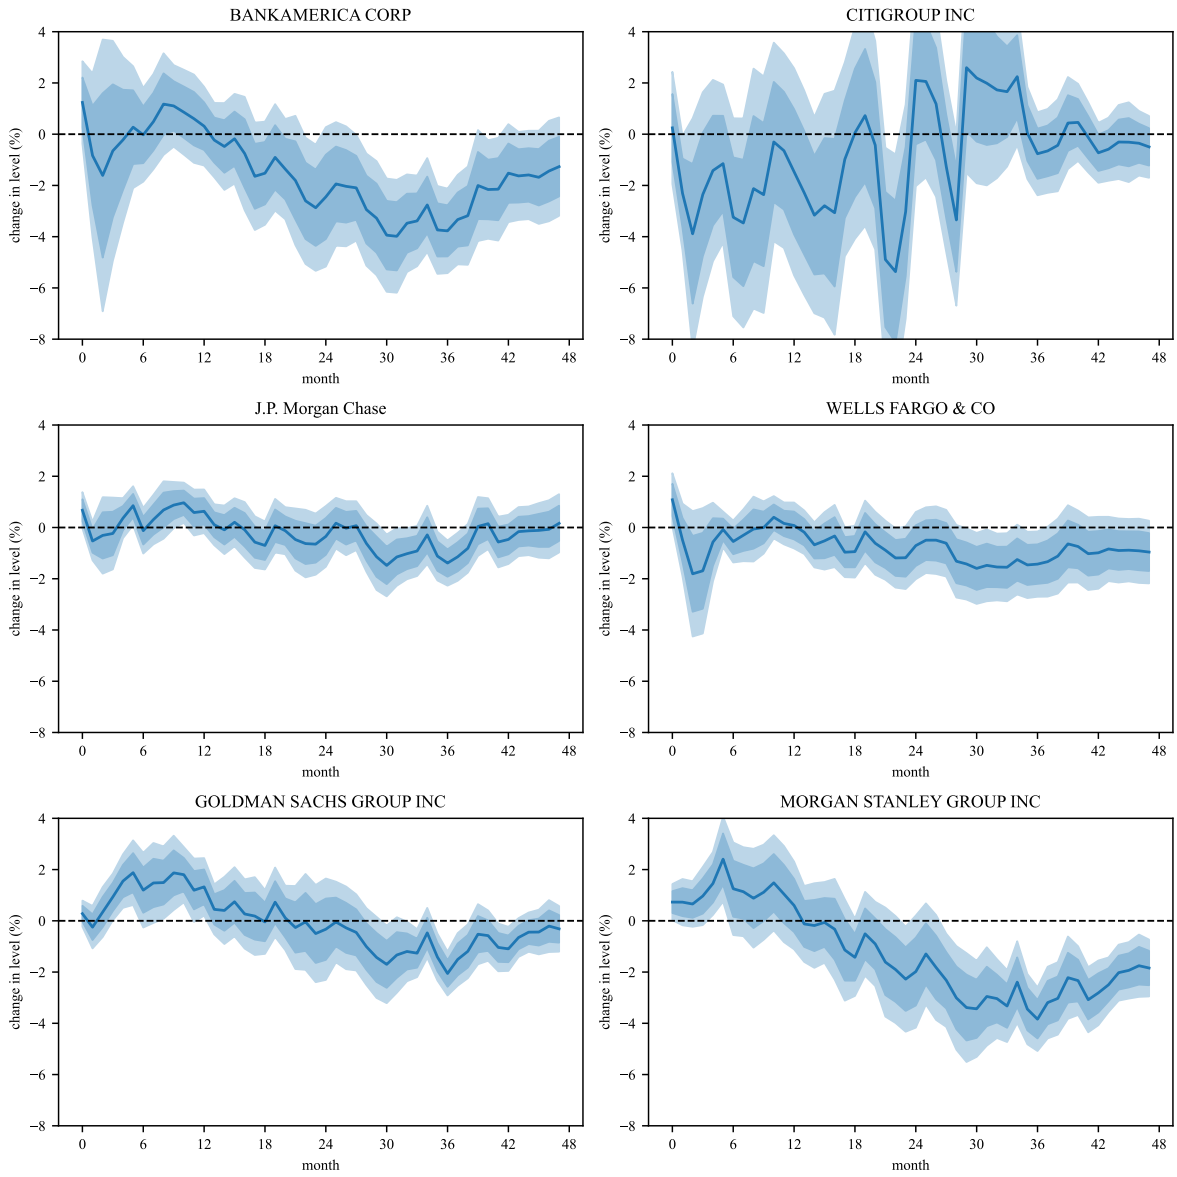 BANKAMERICA CORP
change in level (%)
4
2
0
−2
−4
−6
−8
0 6 12 18 24 30 36 42 48
month
CITIGROUP INC
change in level (%)
4
2
0
−2
−4
−6
−8
0 6 12 18 24 30 36 42 48
month
J.P. Morgan Chase
change in level (%)
4
2
0
−2
−4
−6
−8
0 6 12 18 24 30 36 42 48
month
WELLS FARGO & CO
change in level (%)
4
2
0
−2
−4
−6
−8
0 6 12 18 24 30 36 42 48
month
GOLDMAN SACHS GROUP INC
change in level (%)
4
2
0
−2
−4
−6
−8
0 6 12 18 24 30 36 42 48
month
MORGAN STANLEY GROUP INC
change in level (%)
4
2
0
−2
−4
−6
−8
0 6 12 18 24 30 36 42 48
month